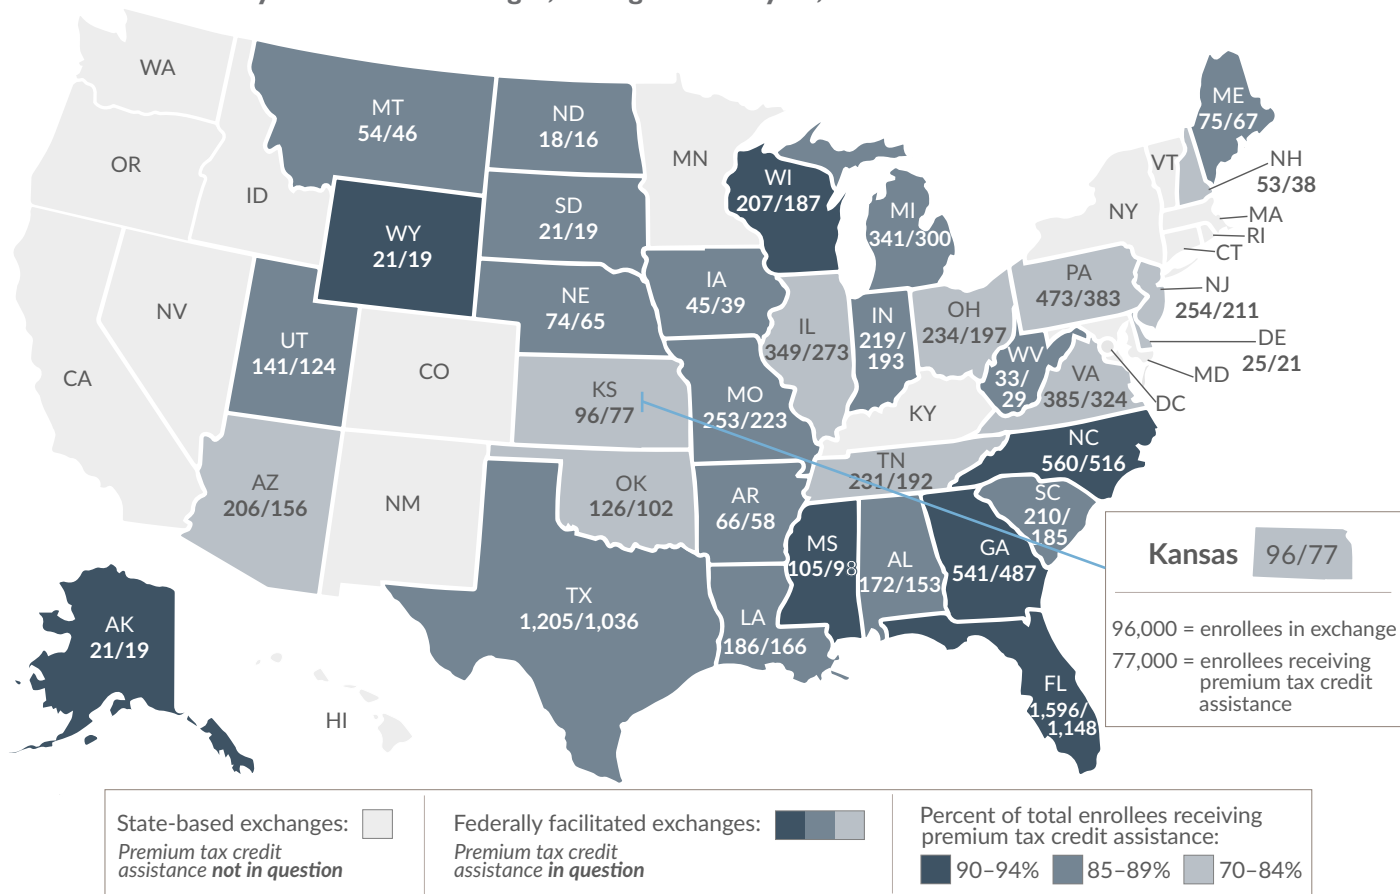 WA
OR
CA
NV
ID
MT
54/46
WY
21/19
UT
141/124
AZ
206/156
CO
NM
ND
18/16
SD
21/19
NE
74/65
KS
96/77
OK
126/102
TX
1,205/1,036
MN
IA
45/39
MO
253/223
AR
66/58
LA
186/166
WI
207/187
IL
349/273
MI
341/300
IN
219/
193
OH
234/197
KY
TN
231/192
MS
105/98
AL
172/153
GA
541/487
FL
1,596/
1,148
SC
210/
185
NC
560/516
VA
385/324
WV
33/
29
PA
473/383
NY
VT
ME
75/67
NH
53/38
MA
RI
CT
NJ
254/211
DE
25/21
MD
DC
AK
21/19
HI
Kansas 96/77
96,000 = enrollees in exchange
77,000 = enrollees receiving
premium tax credit
assistance
State-based exchanges:
Premium tax credit
assistance not in question
Federally facilitated exchanges:
Premium tax credit
assistance in question
Percent of total enrollees receiving
premium tax credit assistance:
90–94% 85–89% 70–84%